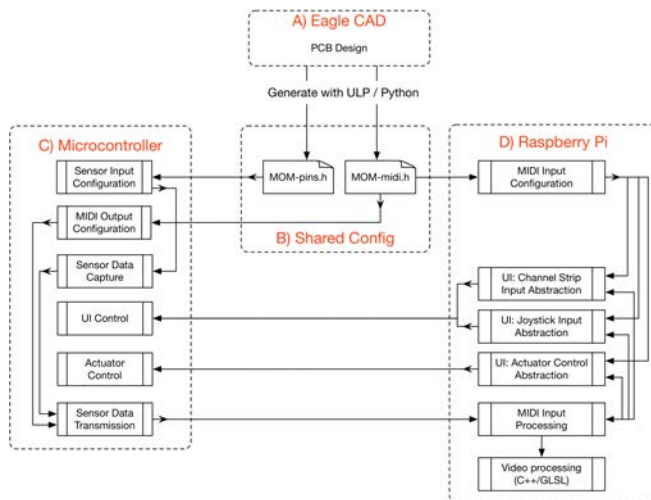 A) Eagle CAD
PCB Design
Generate with ULP / Python
C) Microcontroller
D) Raspberry Pi
Sensor Input
Configuration
MOM-pins.h
MOM-midi.h
MIDI Input
Configuration
MIDI Output
Configuration
B) Shared Config
Sensor Data
Capture
UI: Channel Strip
Input Abstraction
UI Control
UI: Joystick Input
Abstraction
Actuator
Control
UI: Actuator Control
Abstraction
Sensor Data
Transmission
MIDI Input
Processing
Video processing
(C++/GLSL)